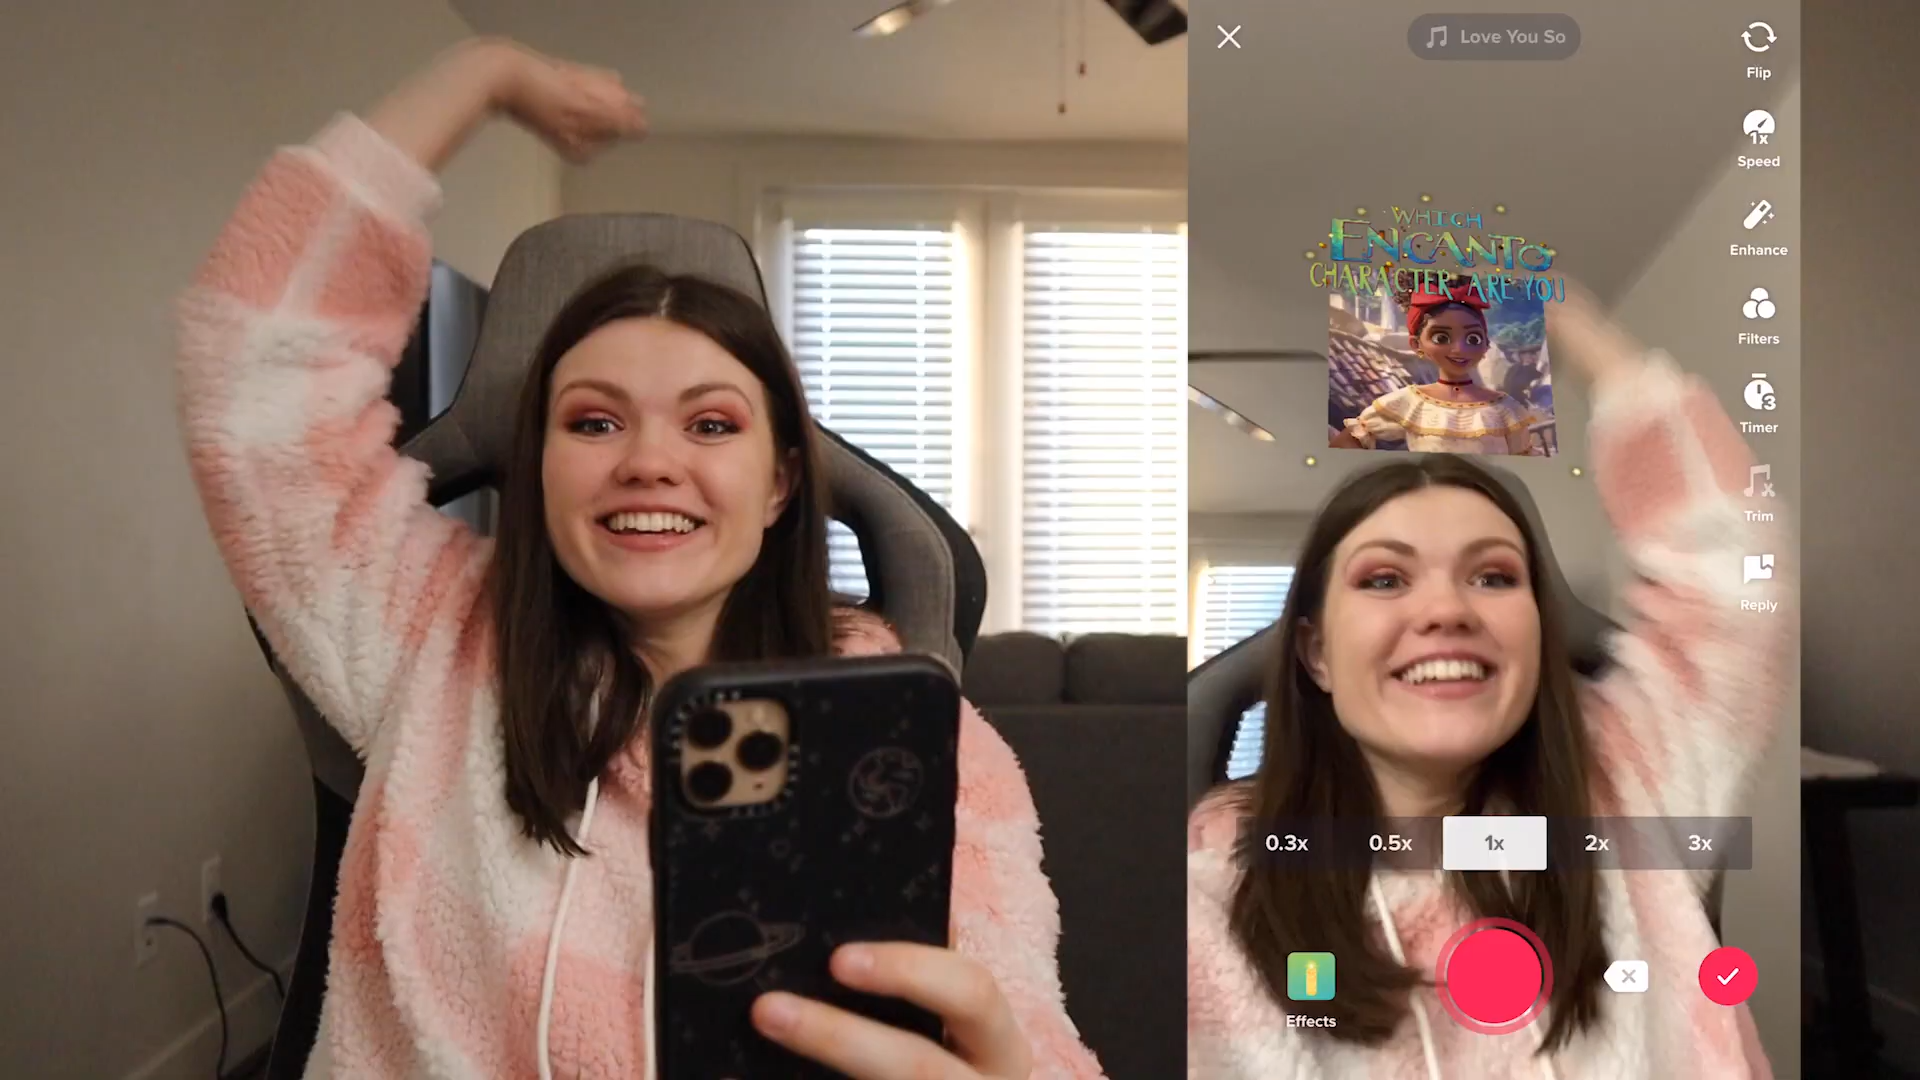 Love You So
Flip
1x
Speed
Enhance
Filters
3
Timer
Trim
Reply
WHICH
ENCANTO
CHARACTER ARE YOU
0.3x
0.5x
1x
2x
3x
Effects